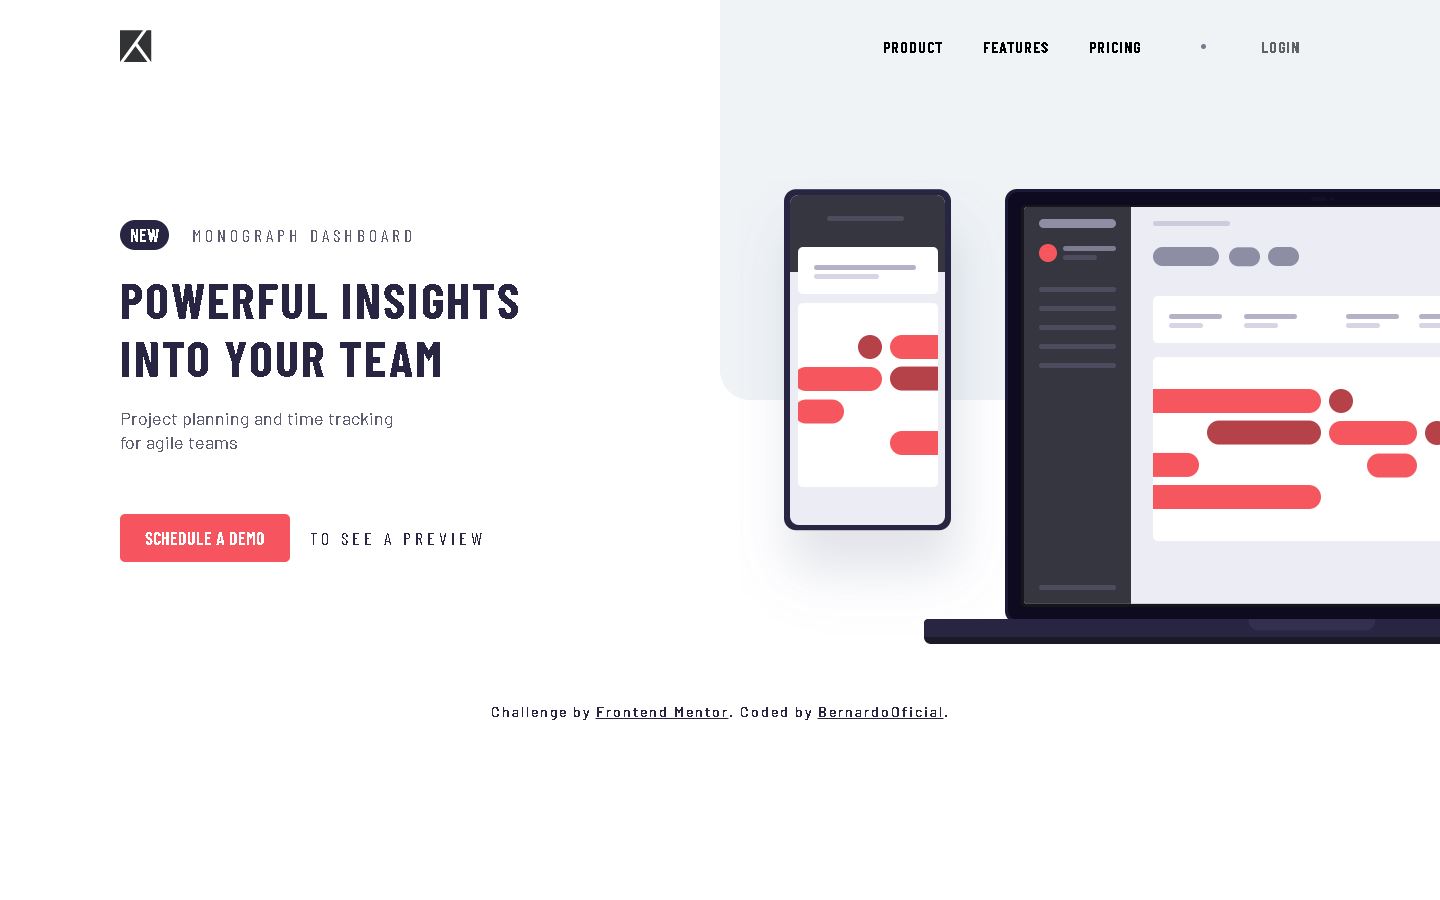 PRODUCT FEATURES PRICING • LOGIN
NEW MONOGRAPH DASHBOARD
POWERFUL INSIGHTS
INTO YOUR TEAM
Project planning and time tracking
for agile teams
SCHEDULE A DEMO TO SEE A PREVIEW
Challenge by Frontend Mentor. Coded by BernardoOficial.